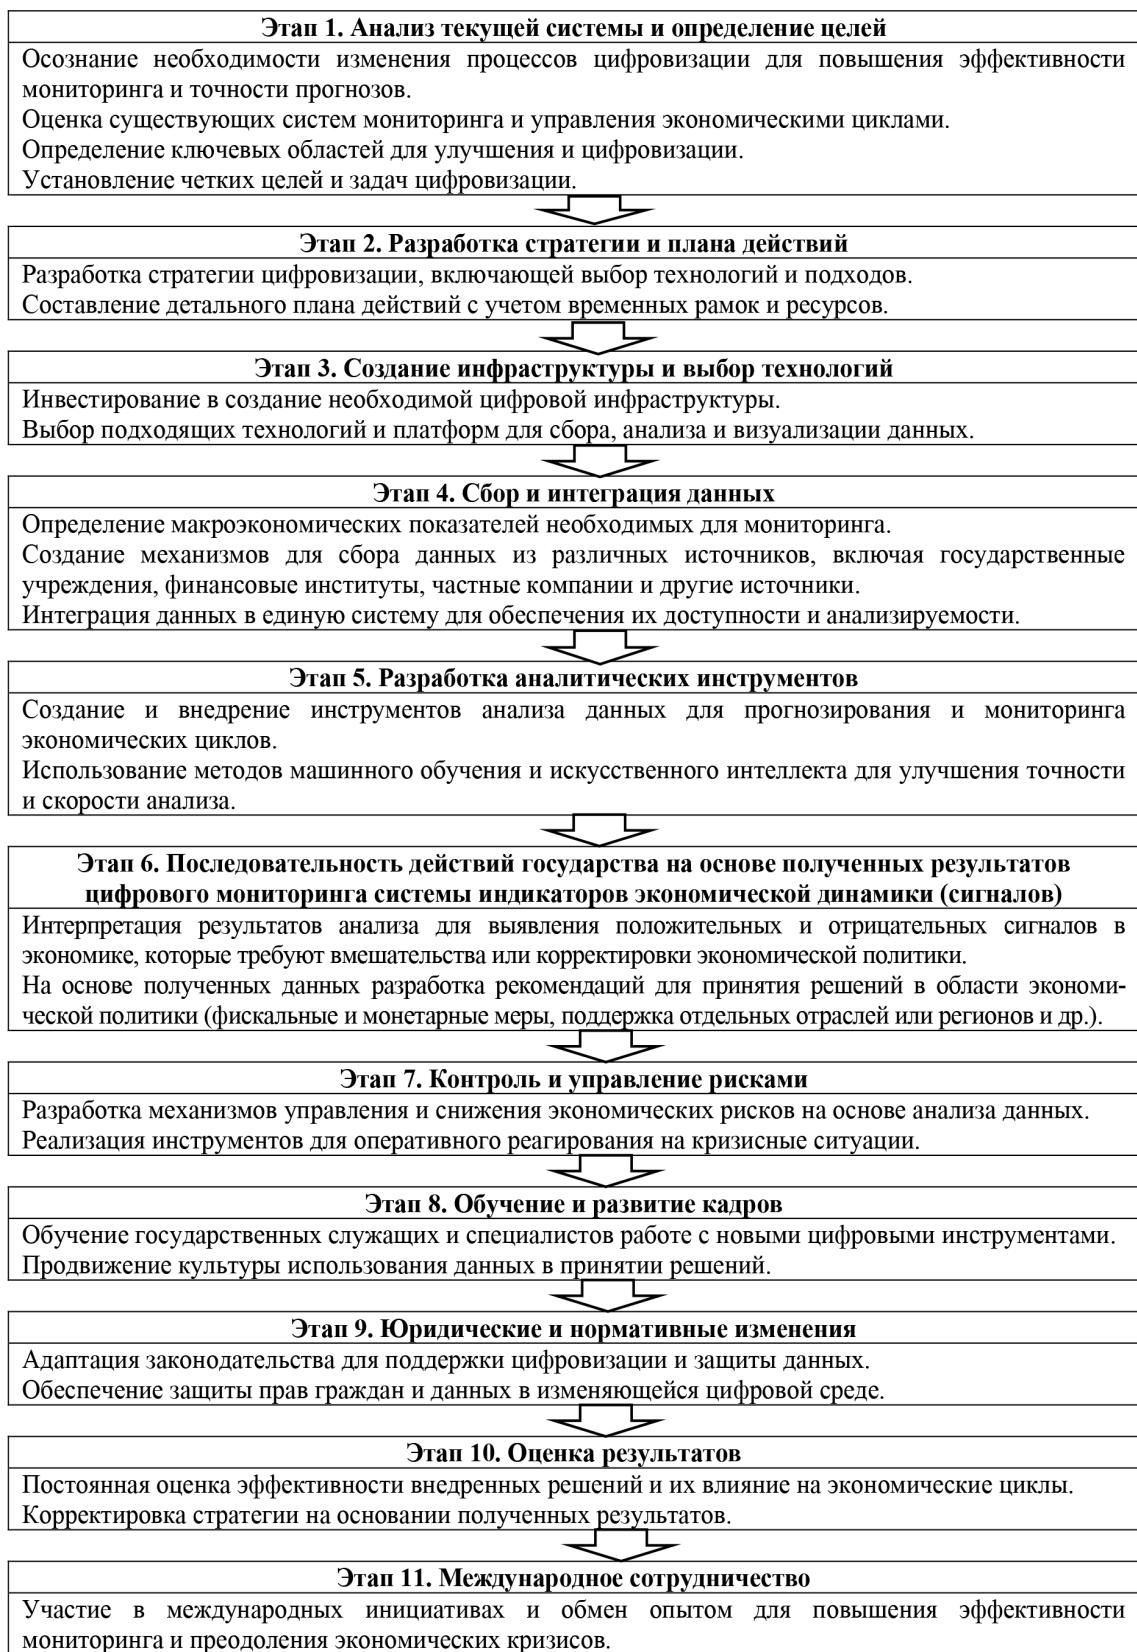 Этап 1. Анализ текущей системы и определение целей
Осознание необходимости изменения процессов цифровизации для повышения эффективности
мониторинга и точности прогнозов.
Оценка существующих систем мониторинга и управления экономическими циклами.
Определение ключевых областей для улучшения и цифровизации.
Установление четких целей и задач цифровизации.
Этап 2. Разработка стратегии и плана действий
Разработка стратегии цифровизации, включающей выбор технологий и подходов.
Составление детального плана действий с учетом временных рамок и ресурсов.
Этап 3. Создание инфраструктуры и выбор технологий
Инвестирование в создание необходимой цифровой инфраструктуры.
Выбор подходящих технологий и платформ для сбора, анализа и визуализации данных.
Этап 4. Сбор и интеграция данных
Определение макроэкономических показателей необходимых для мониторинга.
Создание механизмов для сбора данных из различных источников, включая государственные
учреждения, финансовые институты, частные компании и другие источники.
Интеграция данных в единую систему для обеспечения их доступности и анализируемости.
Этап 5. Разработка аналитических инструментов
Создание и внедрение инструментов анализа данных для прогнозирования и мониторинга
экономических циклов.
Использование методов машинного обучения и искусственного интеллекта для улучшения точности
и скорости анализа.
Этап 6. Последовательность действий государства на основе полученных результатов
цифрового мониторинга системы индикаторов экономической динамики (сигналов)
Интерпретация результатов анализа для выявления положительных и отрицательных сигналов в
экономике, которые требуют вмешательства или корректировки экономической политики.
На основе полученных данных разработка рекомендаций для принятия решений в области экономи-
ческой политики (фискальные и монетарные меры, поддержка отдельных отраслей или регионов и др.).
Этап 7. Контроль и управление рисками
Разработка механизмов управления и снижения экономических рисков на основе анализа данных.
Реализация инструментов для оперативного реагирования на кризисные ситуации.
Этап 8. Обучение и развитие кадров
Обучение государственных служащих и специалистов работе с новыми цифровыми инструментами.
Продвижение культуры использования данных в принятии решений.
Этап 9. Юридические и нормативные изменения
Адаптация законодательства для поддержки цифровизации и защиты данных.
Обеспечение защиты прав граждан и данных в изменяющейся цифровой среде.
Этап 10. Оценка результатов
Постоянная оценка эффективности внедренных решений и их влияние на экономические циклы.
Корректировка стратегии на основании полученных результатов.
Этап 11. Международное сотрудничество
Участие в международных инициативах и обмен опытом для повышения эффективности
мониторинга и преодоления экономических кризисов.